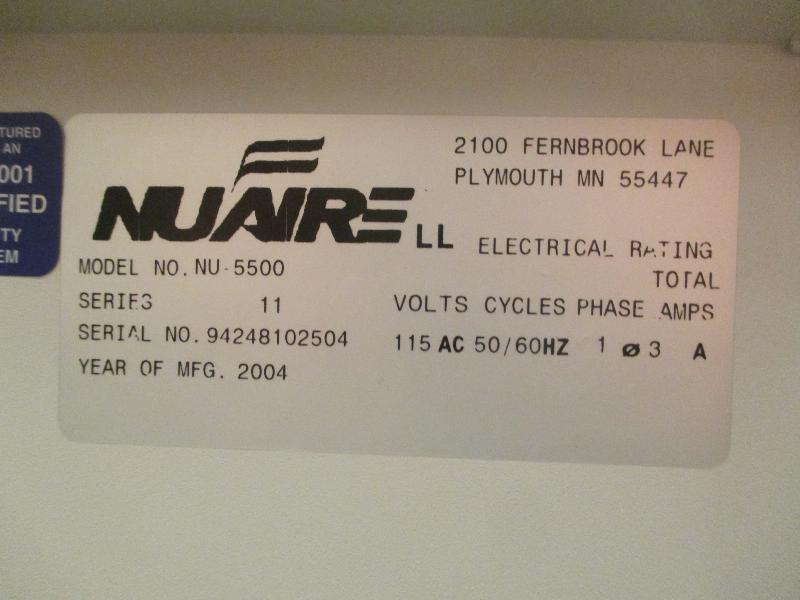 TURED
AN
001
FIED
TY
EM
2100 FERNBROOK LANE
PLYMOUTH MN 55447
NUAIRE LL
ELECTRICAL RATING
MODEL NO. NU-5500
TOTAL
SERIES 11
VOLTS CYCLES PHASE AMPS
SERIAL NO. 94248102504
115 AC 50/60HZ 1 ø 3 A
YEAR OF MFG. 2004